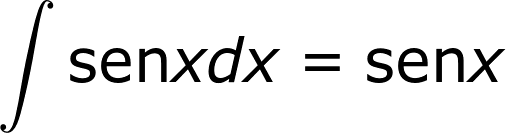 ∫ senxdx = senx